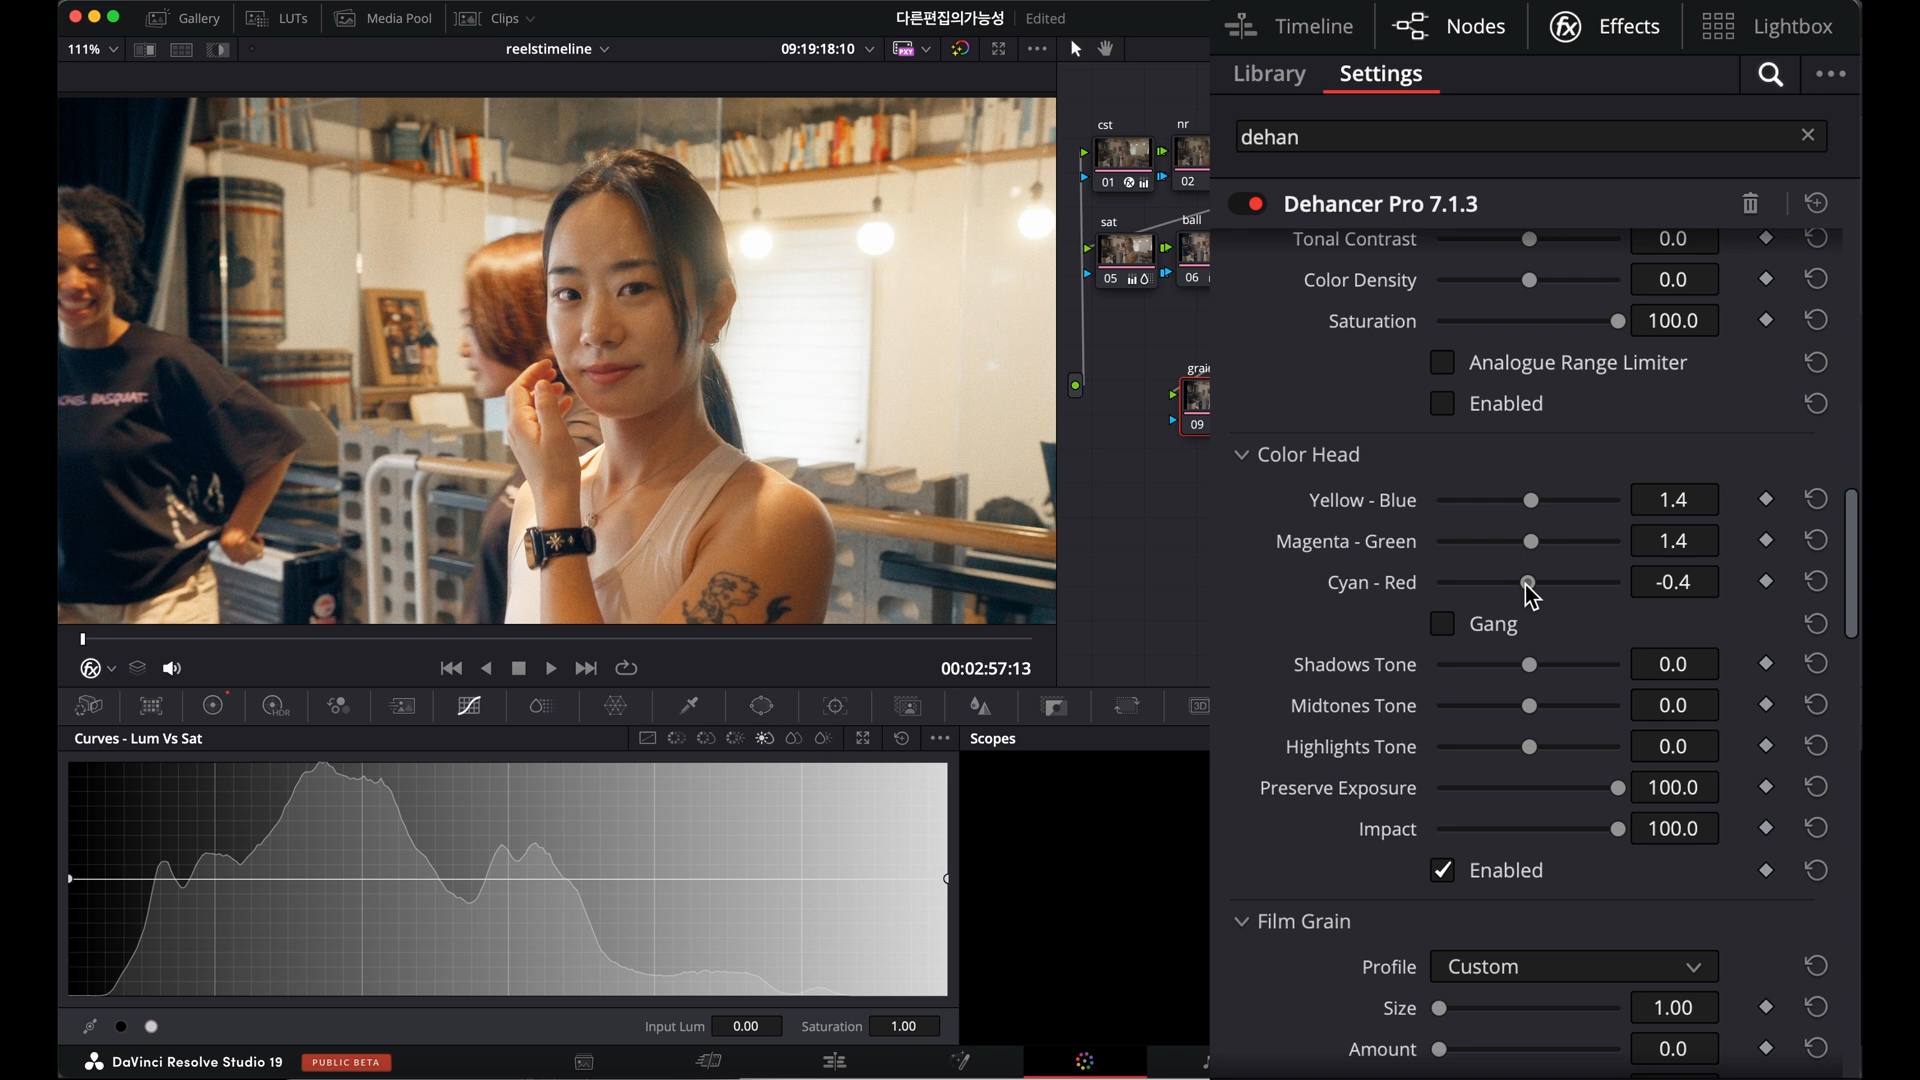 Gallery
LUTs
Media Pool
Clips
다른편집의가능성
Edited
Timeline
Nodes
Effects
Lightbox
111%
reelstimeline
09:19:18:10
PXY
Library
Settings
dehan
Dehancer Pro 7.1.3
cst
nr
01
02
sat
ball
05
06
grain
09
BASQUIAT.
Tonal Contrast
0.0
Color Density
0.0
Saturation
100.0
Analogue Range Limiter
Enabled
Color Head
Yellow - Blue
1.4
Magenta - Green
1.4
Cyan - Red
-0.4
Gang
Shadows Tone
0.0
Midtones Tone
0.0
Highlights Tone
0.0
Preserve Exposure
100.0
Impact
100.0
Enabled
Film Grain
Profile
Custom
Size
1.00
Amount
0.0
00:02:57:13
HDR
3D
Curves - Lum Vs Sat
Scopes
Input Lum
0.00
Saturation
1.00
DaVinci Resolve Studio 19
PUBLIC BETA